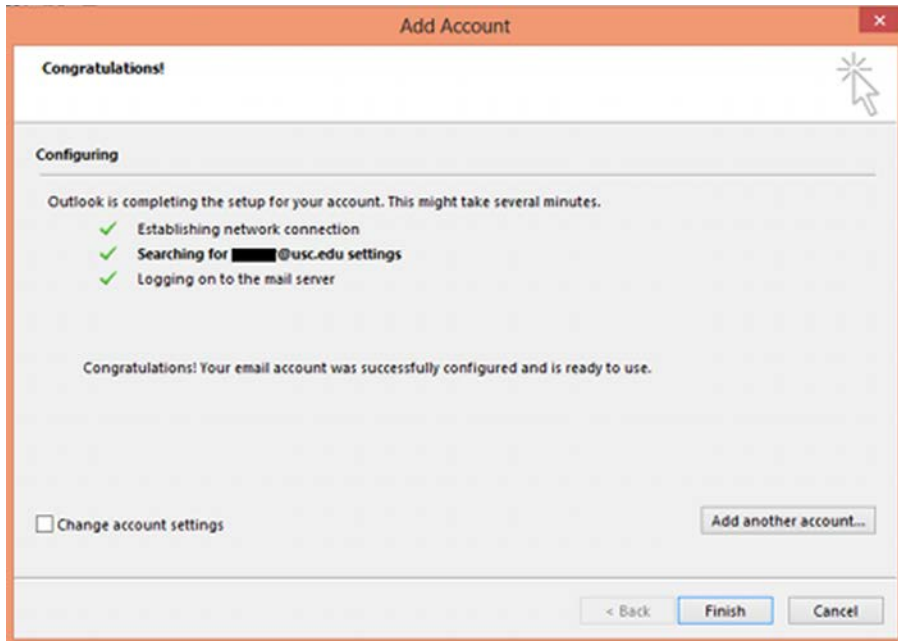 Add Account
Congratulations!
Configuring
Outlook is completing the setup for your account. This might take several minutes.
Establishing network connection
Searching for @usc.edu settings
Logging on to the mail server
Congratulations! Your email account was successfully configured and is ready to use.
Change account settings
Add another account...
< Back Finish Cancel